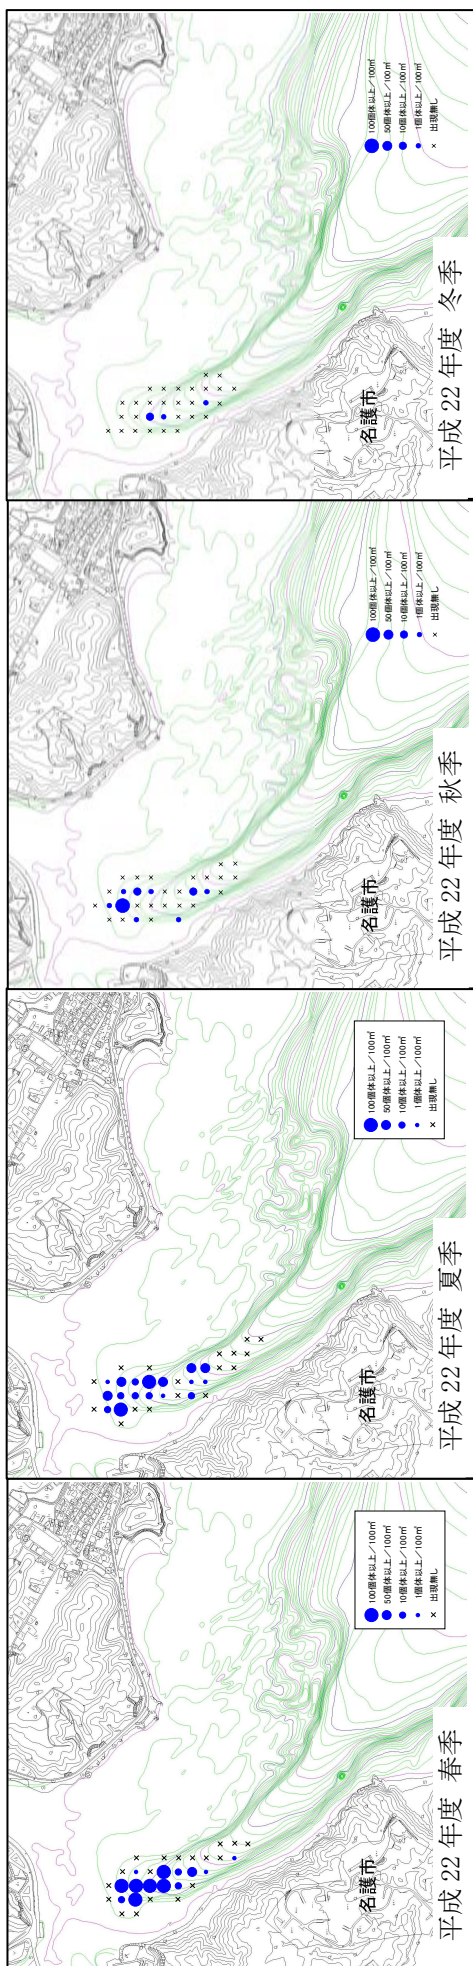 平成 22 年度 春季
名護市
100個体以上／100㎡
50個体以上／100㎡
10個体以上／100㎡
1個体以上／100㎡
× 出現無し
平成 22 年度 夏季
名護市
100個体以上／100㎡
50個体以上／100㎡
10個体以上／100㎡
1個体以上／100㎡
× 出現無し
平成 22 年度 秋季
名護市
100個体以上／100㎡
50個体以上／100㎡
10個体以上／100㎡
1個体以上／100㎡
× 出現無し
平成 22 年度 冬季
名護市
100個体以上／100㎡
50個体以上／100㎡
10個体以上／100㎡
1個体以上／100㎡
× 出現無し